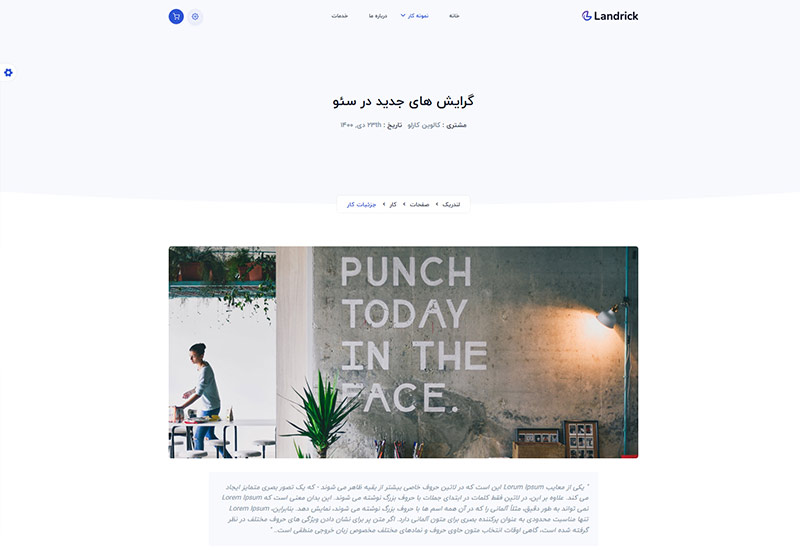 Landrick
خانه
نمونه کار
درباره ما
خدمات
گرایش های جدید در سئو
مشتری : کالوین کارلو تاریخ : ۲۳th دی, ۱۴۰۰
لندریک
صفحات
کار
جزئیات کار
PUNCH
TODAY
IN THE
FACE.
" یکی از معایب Lorum Ipsum این است که در لاتین حروف خاصی بیشتر از بقیه ظاهر می شوند - که یک تصور بصری متمایز ایجاد
می کند. علاوه بر این، در لاتین فقط کلمات در ابتدای جملات با حروف بزرگ نوشته می شوند. این بدان معنی است که Lorem Ipsum
نمی تواند به طور دقیق، مثلاً آلمانی را که در آن همه اسم ها با حروف بزرگ نوشته می شوند، نمایش دهد. بنابراین، Lorem Ipsum
تنها مناسبت محدودی به عنوان پرکننده بصری برای متون آلمانی دارد. اگر متن پر برای نشان دادن ویژگی های حروف مختلف در نظر
گرفته شده است، گاهی اوقات انتخاب متون حاوی حروف و نمادهای مختلف مخصوص زبان خروجی منطقی است.. "